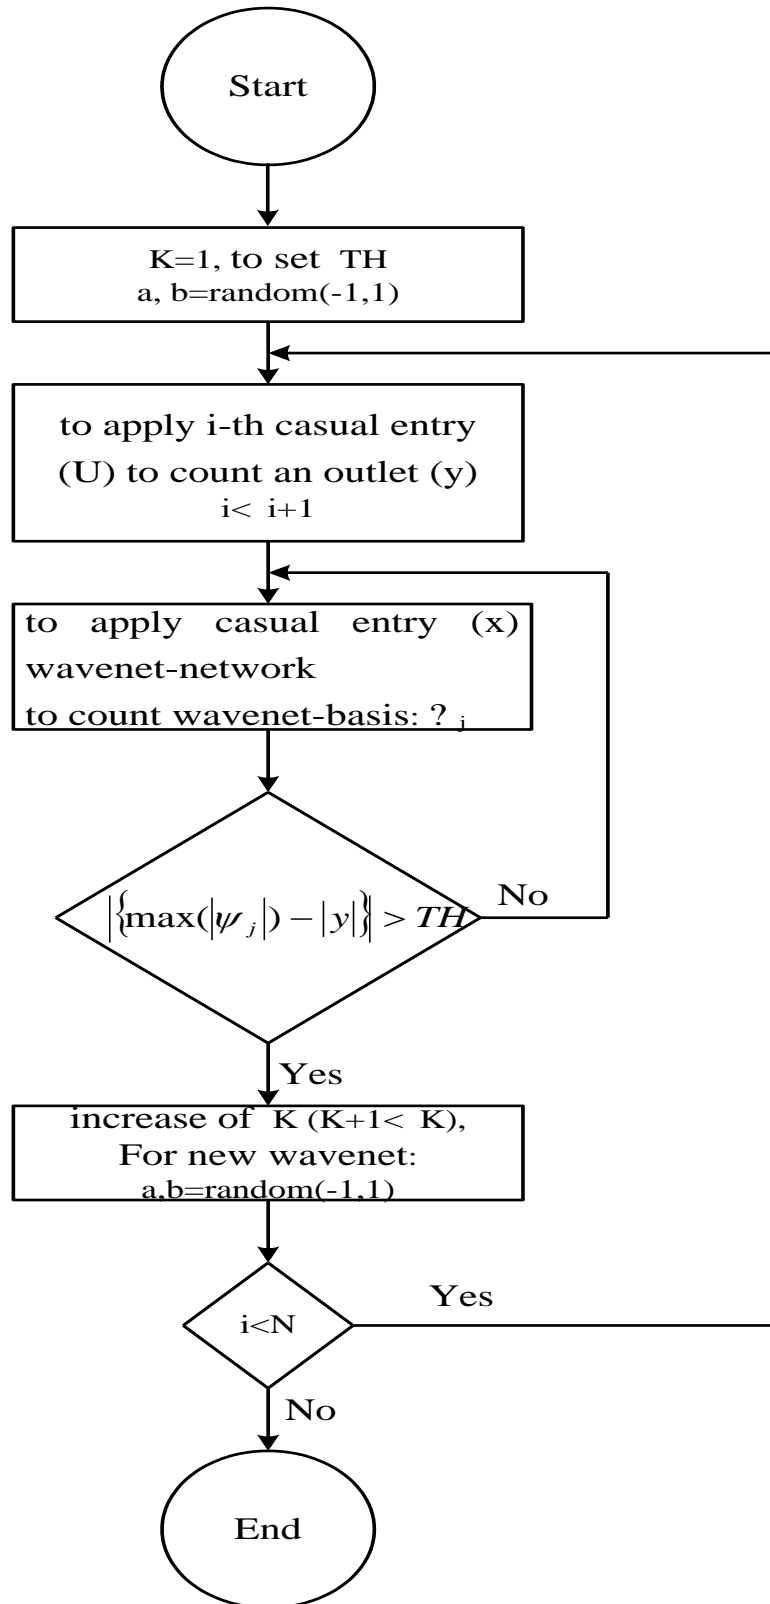 Start
K=1, to set TH
a, b=random(-1,1)
to apply i-th casual entry
(U) to count an outlet (y)
i< i+1
to apply casual entry (x)
wavenet-network
to count wavenet-basis: ? j
|{max(|ψj|)−|y|}| > TH
No
Yes
increase of K (K+1< K),
For new wavenet:
a,b=random(-1,1)
i<N
Yes
No
End